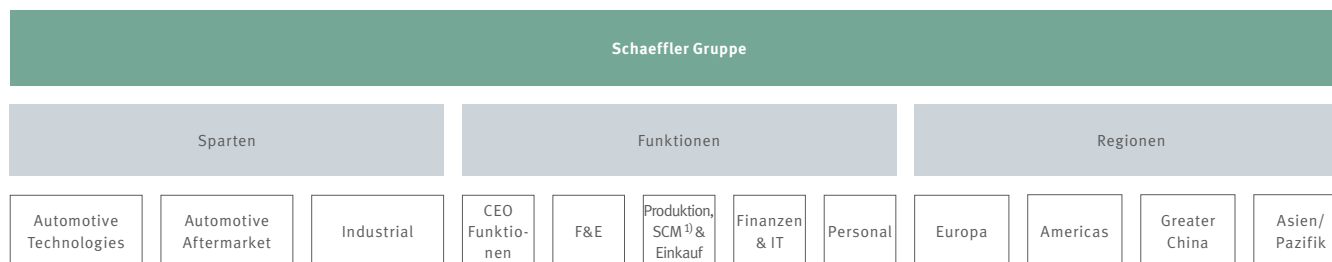 Schaeffler Gruppe
Sparten
Funktionen
Regionen
Automotive
Technologies
Automotive
Aftermarket
Industrial
CEO
Funktio-
nen
F&E
Produktion,
SCM 1) &
Einkauf
Finanzen
& IT
Personal
Europa
Americas
Greater
China
Asien/
Pazifik